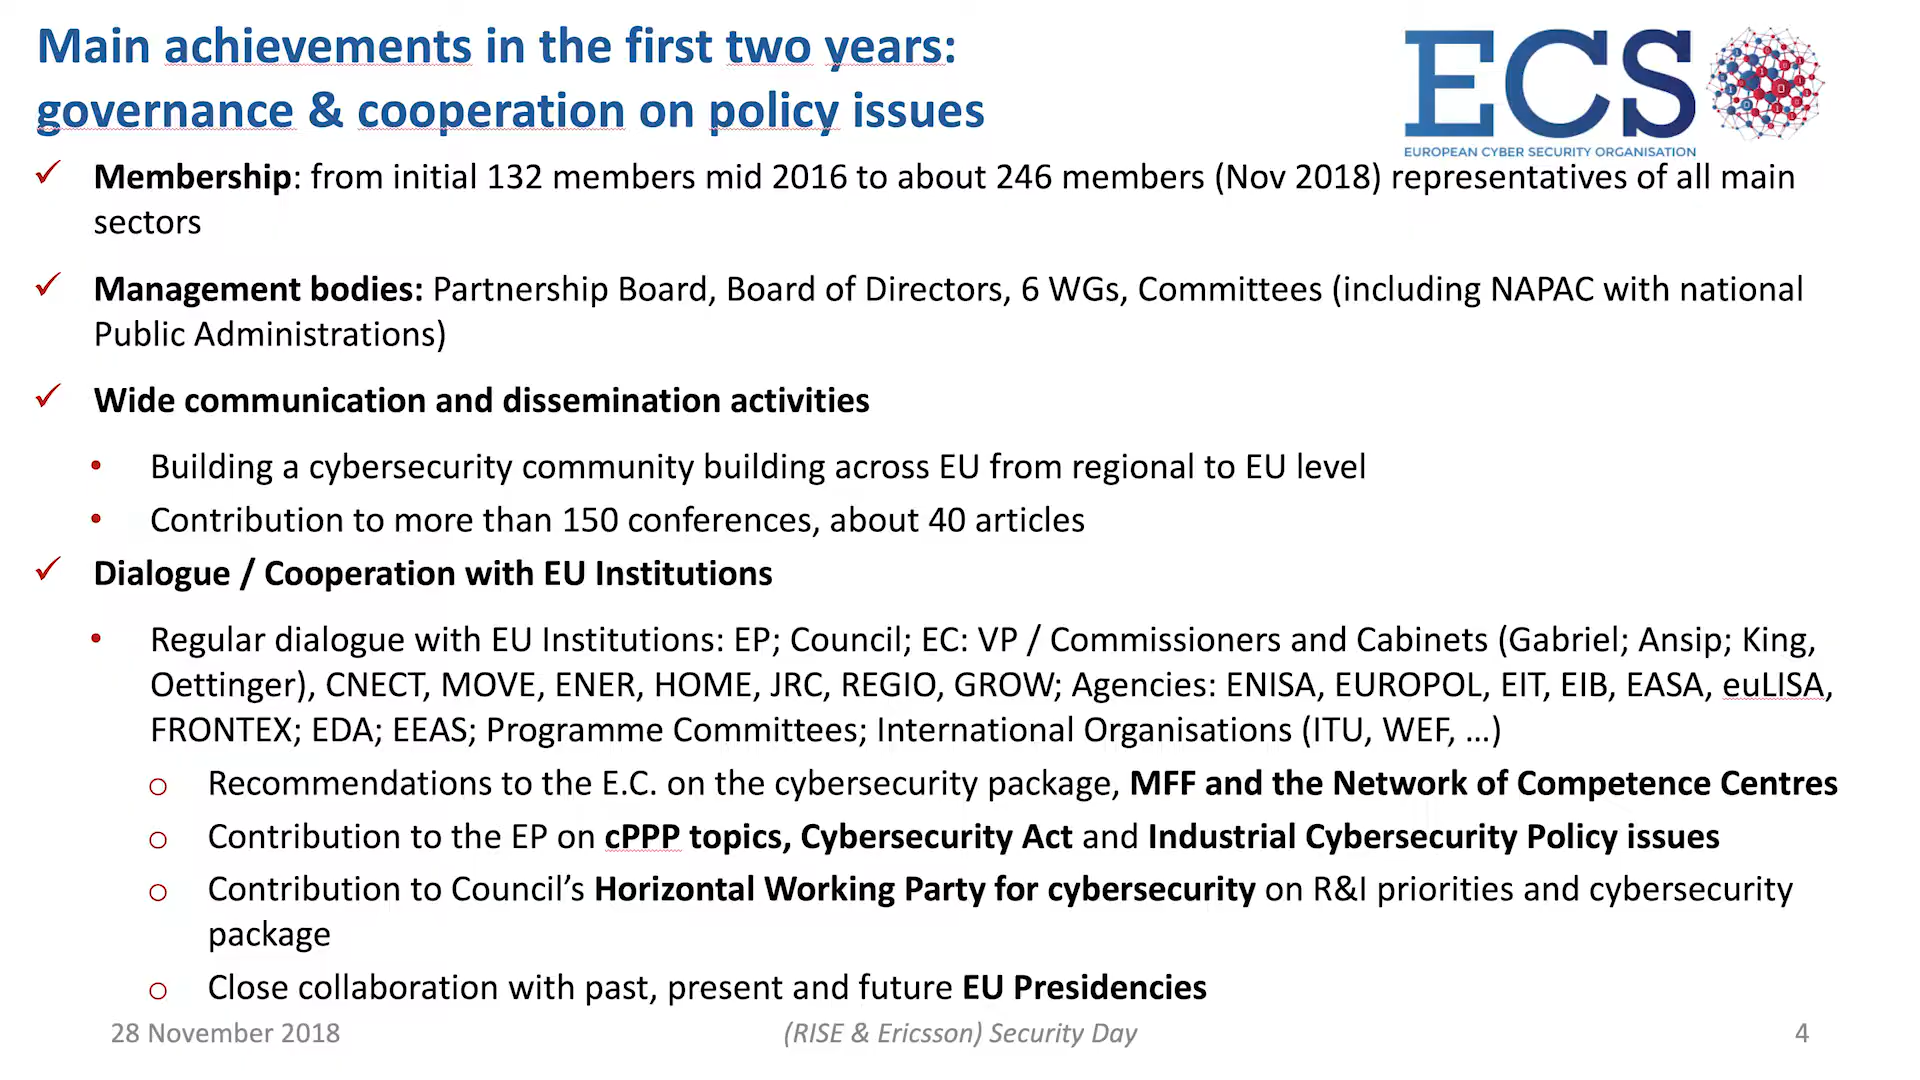 Main achievements in the first two years:
governance & cooperation on policy issues
ECS
EUROPEAN CYBER SECURITY ORGANISATION
✓ Membership: from initial 132 members mid 2016 to about 246 members (Nov 2018) representatives of all main
sectors
✓ Management bodies: Partnership Board, Board of Directors, 6 WGs, Committees (including NAPAC with national
Public Administrations)
✓ Wide communication and dissemination activities
• Building a cybersecurity community building across EU from regional to EU level
• Contribution to more than 150 conferences, about 40 articles
✓ Dialogue / Cooperation with EU Institutions
• Regular dialogue with EU Institutions: EP; Council; EC: VP / Commissioners and Cabinets (Gabriel; Ansip; King,
Oettinger), CNECT, MOVE, ENER, HOME, JRC, REGIO, GROW; Agencies: ENISA, EUROPOL, EIT, EIB, EASA, euLISA,
FRONTEX; EDA; EEAS; Programme Committees; International Organisations (ITU, WEF, …)
o Recommendations to the E.C. on the cybersecurity package, MFF and the Network of Competence Centres
o Contribution to the EP on cPPP topics, Cybersecurity Act and Industrial Cybersecurity Policy issues
o Contribution to Council’s Horizontal Working Party for cybersecurity on R&I priorities and cybersecurity
package
o Close collaboration with past, present and future EU Presidencies
28 November 2018
(RISE & Ericsson) Security Day
4